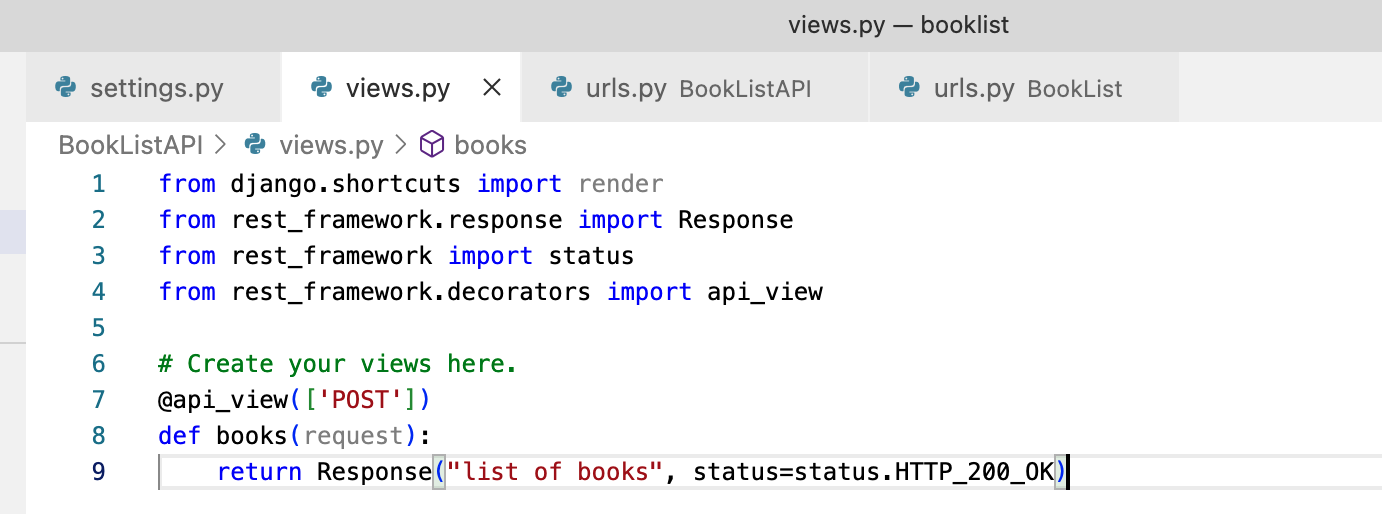 views.py — booklist
settings.py views.py urls.py BookListAPI urls.py BookList
BookListAPI > views.py > books
1 from django.shortcuts import render
2 from rest_framework.response import Response
3 from rest_framework import status
4 from rest_framework.decorators import api_view
5
6 # Create your views here.
7 @api_view(['POST'])
8 def books(request):
9     return Response("list of books", status=status.HTTP_200_OK)